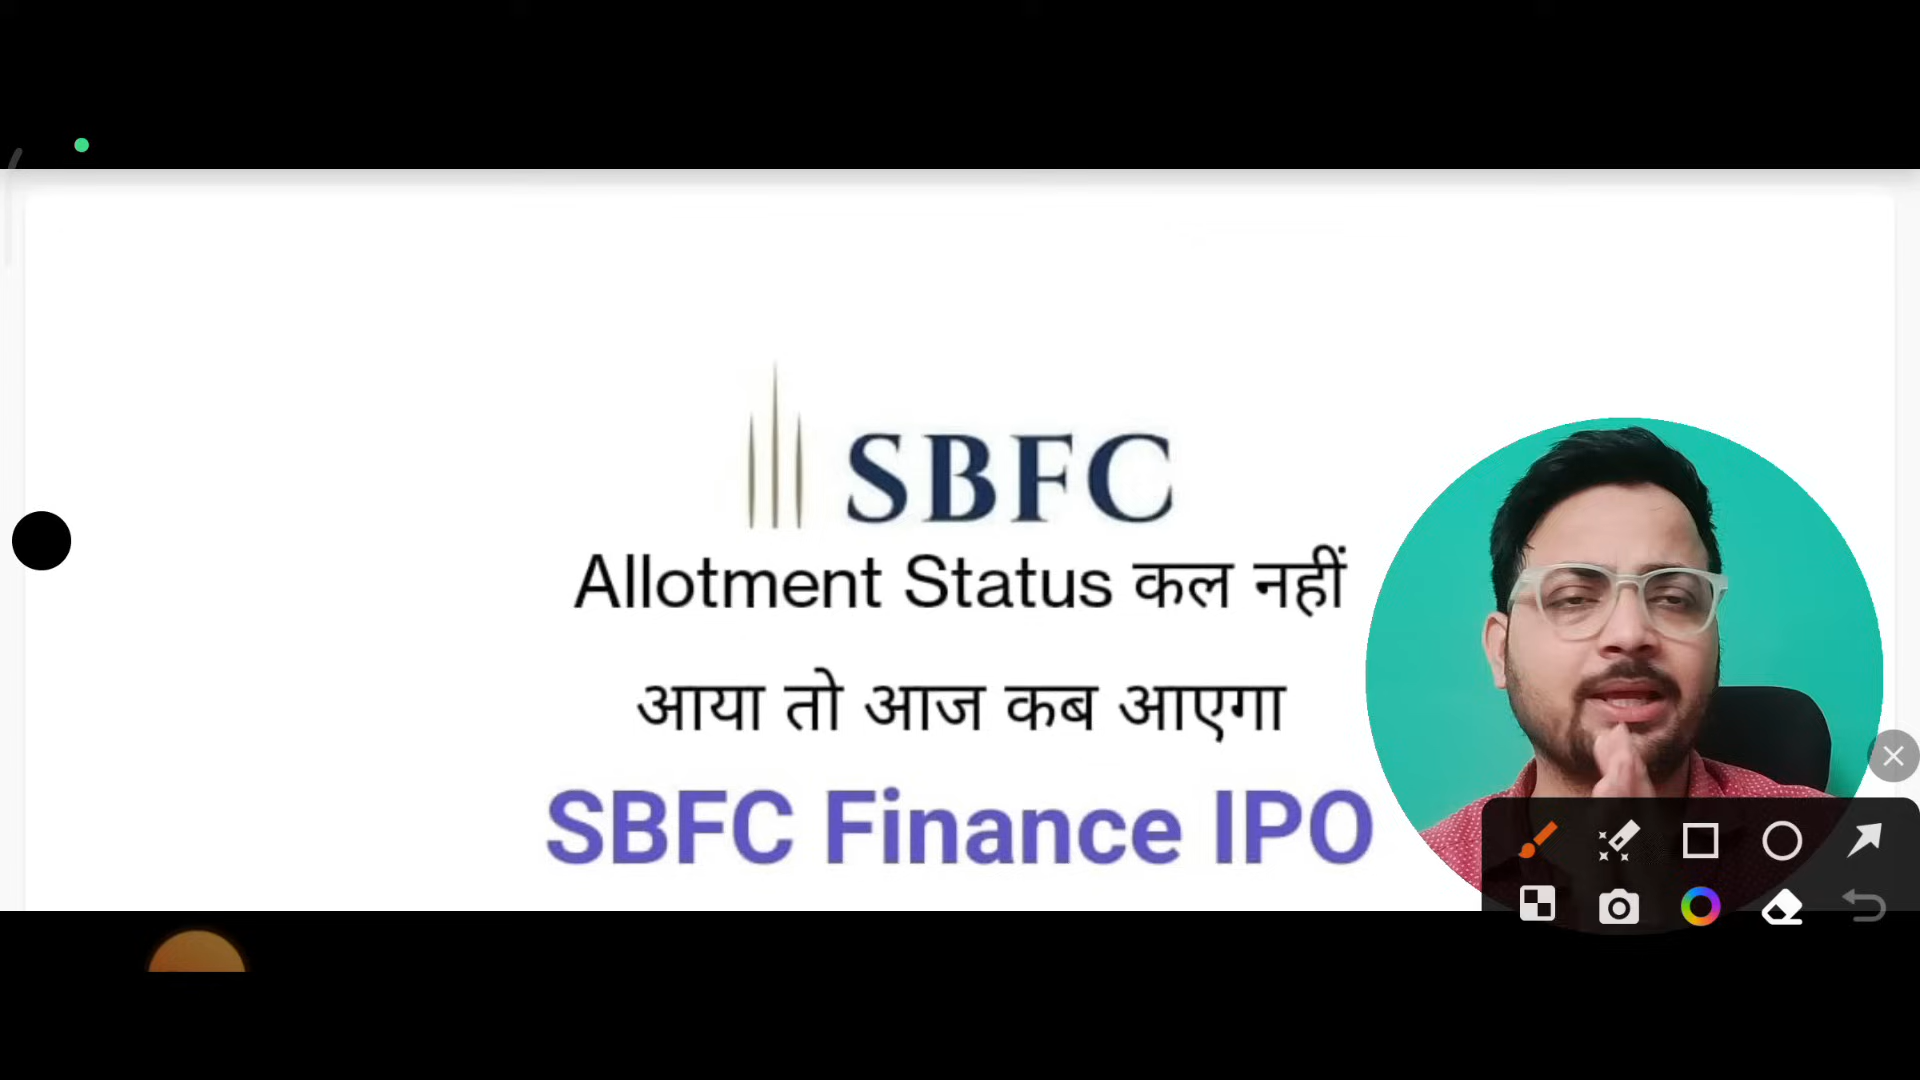 SBFC
Allotment Status कल नहीं
आया तो आज कब आएगा
SBFC Finance IPO